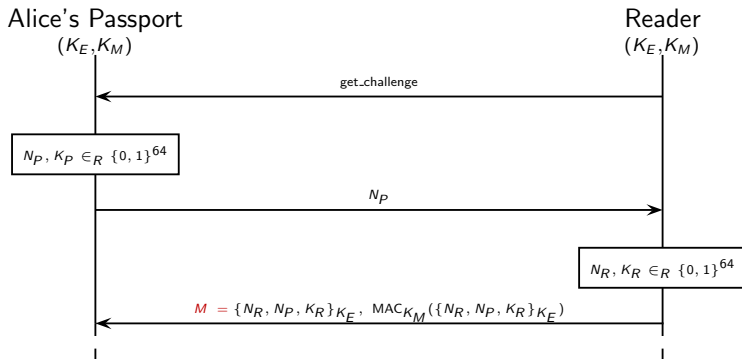 Alice's Passport
(K_E, K_M)
Reader
(K_E, K_M)
get_challenge
N_P, K_P ∈_R {0, 1}^64
N_P
N_R, K_R ∈_R {0, 1}^64
M = {N_R, N_P, K_R}_{K_E}, MAC_{K_M}({N_R, N_P, K_R}_{K_E})